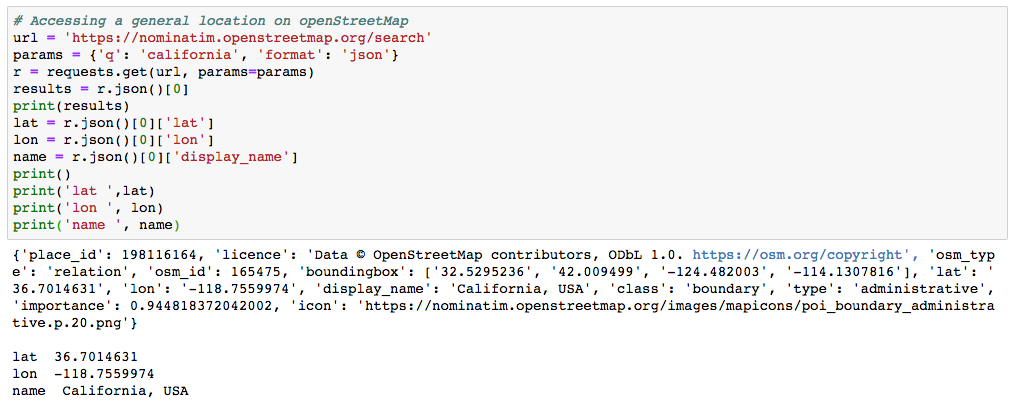 # Accessing a general location on openStreetMap
url = 'https://nominatim.openstreetmap.org/search'
params = {'q': 'california', 'format': 'json'}
r = requests.get(url, params=params)
results = r.json()[0]
print(results)
lat = r.json()[0]['lat']
lon = r.json()[0]['lon']
name = r.json()[0]['display_name']
print()
print('lat ',lat)
print('lon ', lon)
print('name ', name)
{'place_id': 198116164, 'licence': 'Data © OpenStreetMap contributors, ODbL 1.0. https://osm.org/copyright', 'osm_typ
e': 'relation', 'osm_id': 165475, 'boundingbox': ['32.5295236', '42.009499', '-124.482003', '-114.1307816'], 'lat': '
36.7014631', 'lon': '-118.7559974', 'display_name': 'California, USA', 'class': 'boundary', 'type': 'administrative',
'importance': 0.944818372042002, 'icon': 'https://nominatim.openstreetmap.org/images/mapicons/poi_boundary_administra
tive.p.20.png'}
lat  36.7014631
lon  -118.7559974
name  California, USA